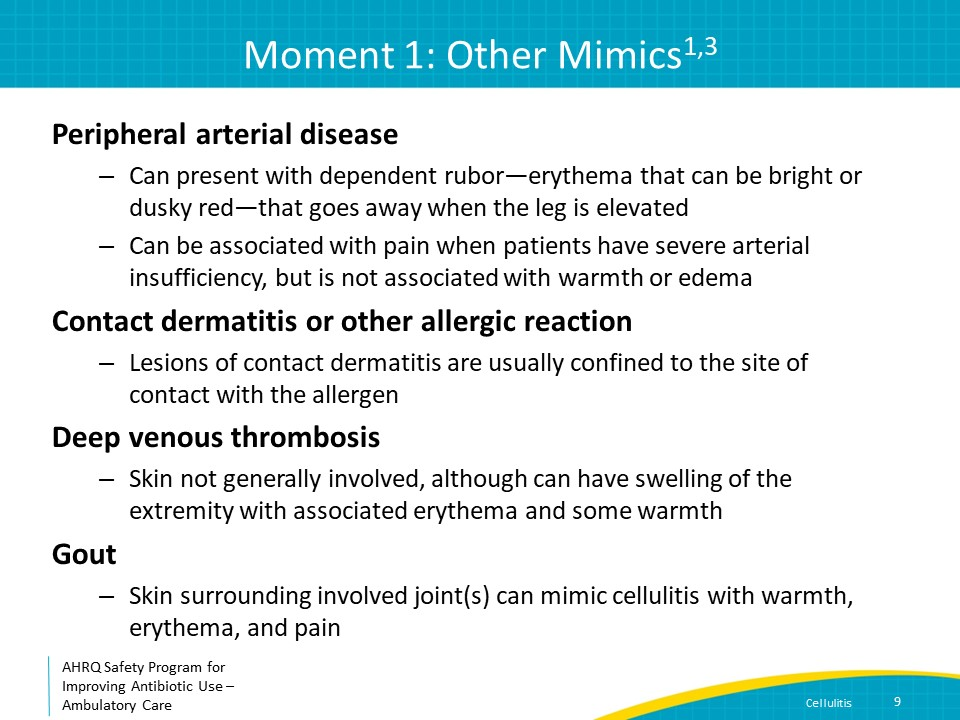 Moment 1: Other Mimics1,3
Peripheral arterial disease
– Can present with dependent rubor—erythema that can be bright or
dusky red—that goes away when the leg is elevated
– Can be associated with pain when patients have severe arterial
insufficiency, but is not associated with warmth or edema
Contact dermatitis or other allergic reaction
– Lesions of contact dermatitis are usually confined to the site of
contact with the allergen
Deep venous thrombosis
– Skin not generally involved, although can have swelling of the
extremity with associated erythema and some warmth
Gout
– Skin surrounding involved joint(s) can mimic cellulitis with warmth,
erythema, and pain
AHRQ Safety Program for
Improving Antibiotic Use –
Ambulatory Care
Cellulitis 9